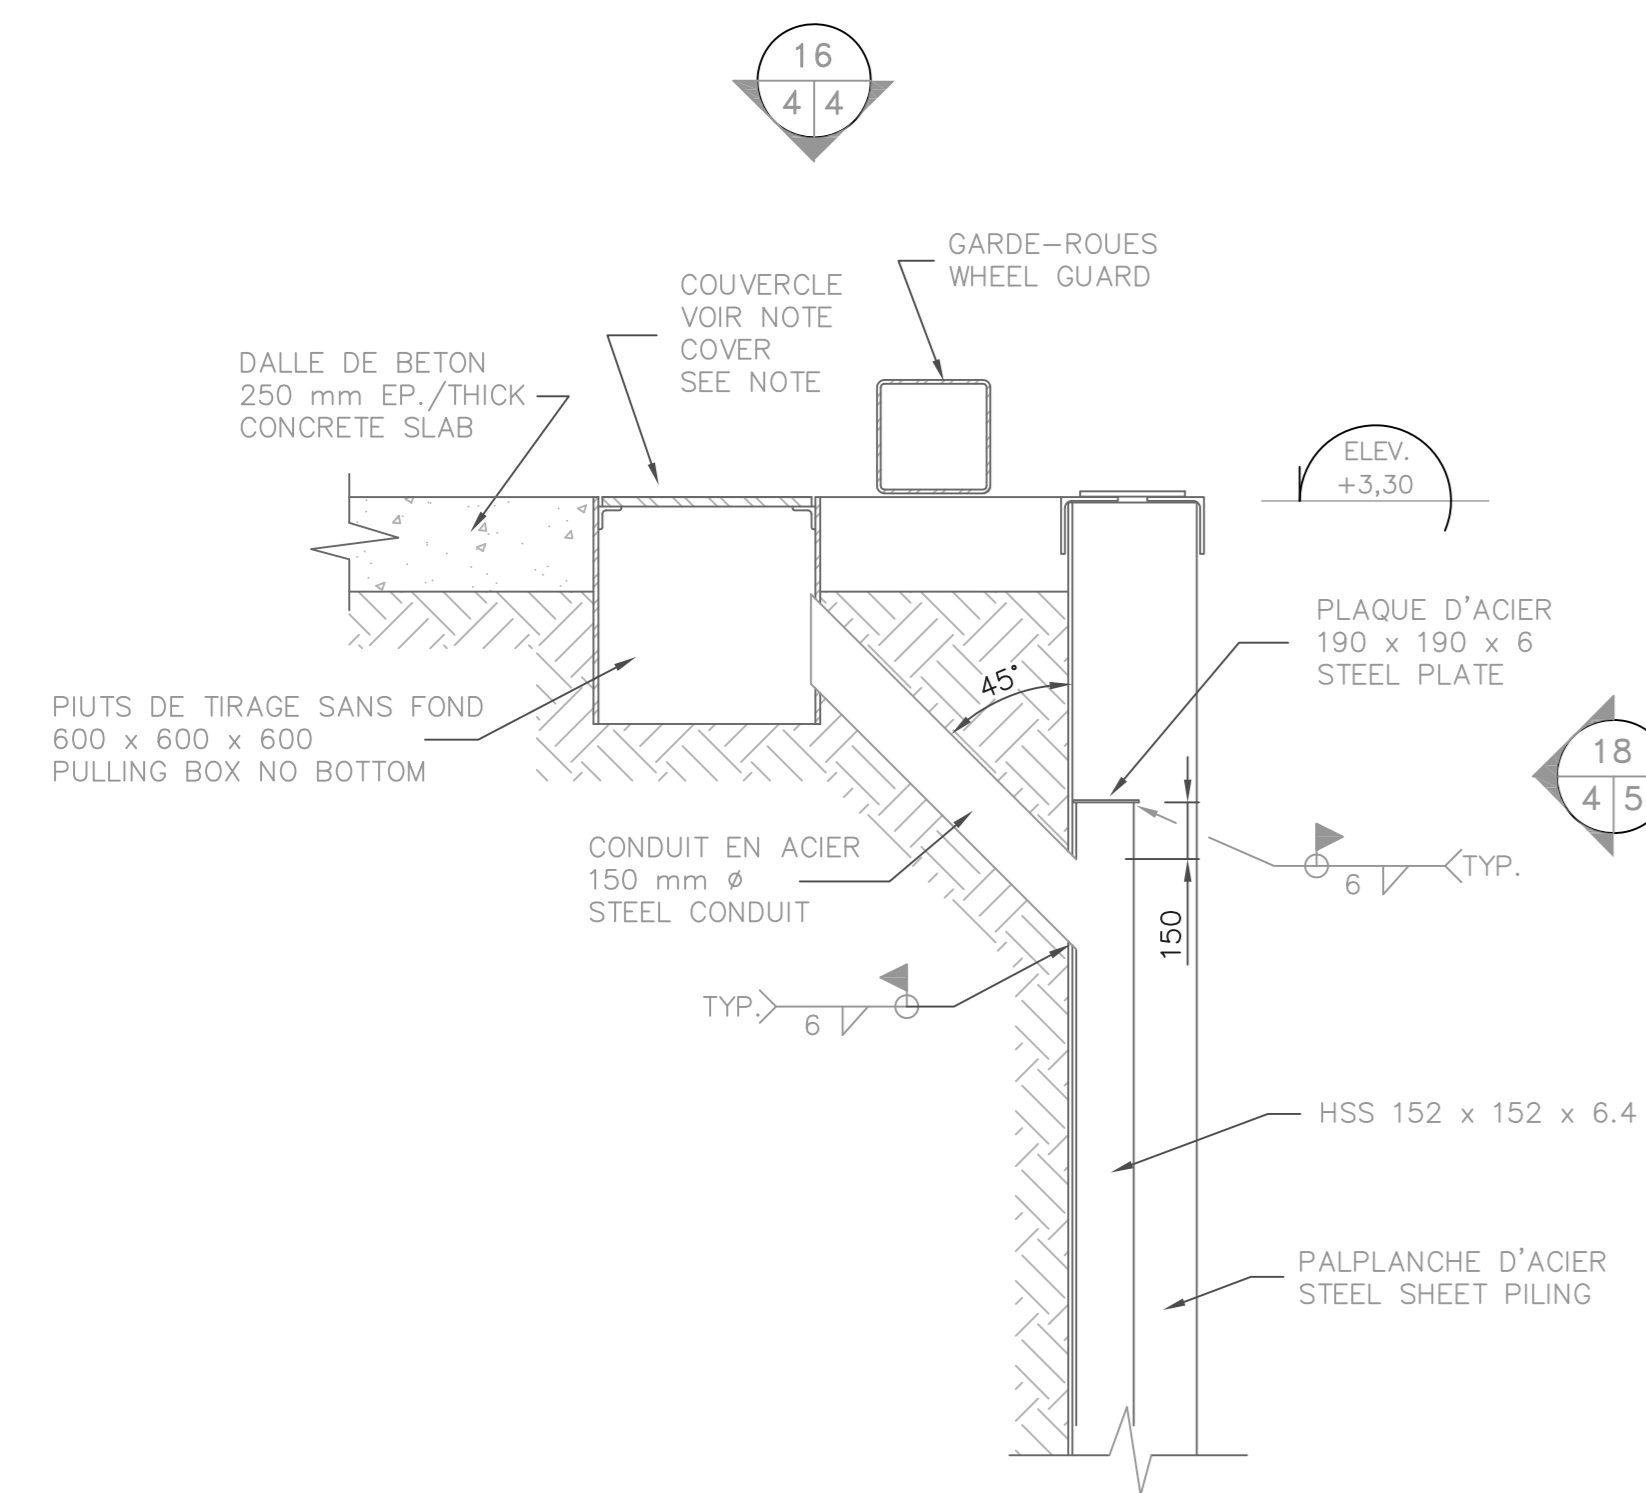 16
4 4
GARDE-ROUES
WHEEL GUARD
COUVERCLE
VOIR NOTE
COVER
SEE NOTE
DALLE DE BETON
250 mm EP./THICK
CONCRETE SLAB
ELEV.
+3,30
PLAQUE D'ACIER
190 x 190 x 6
STEEL PLATE
45°
PIUTS DE TIRAGE SANS FOND
600 x 600 x 600
PULLING BOX NO BOTTOM
18
4 5
CONDUIT EN ACIER
150 mm Ø
STEEL CONDUIT
6 TYP.
150
TYP. 6
HSS 152 x 152 x 6.4
PALPLANCHE D'ACIER
STEEL SHEET PILING